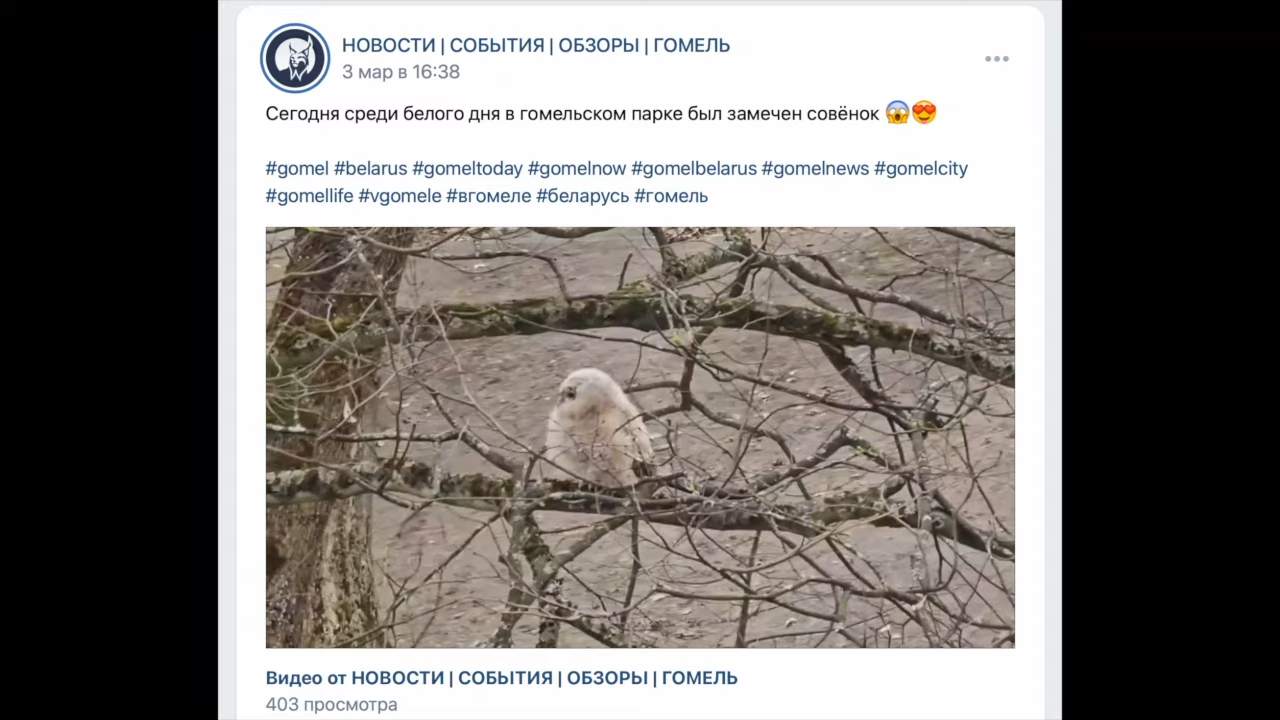 НОВОСТИ | СОБЫТИЯ | ОБЗОРЫ | ГОМЕЛЬ
3 мар в 16:38
Сегодня среди белого дня в гомельском парке был замечен совёнок 😱😍
#gomel #belarus #gomeltoday #gomelnow #gomelbelarus #gomelnews #gomelcity
#gomellife #vgomele #вгомеле #беларусь #гомель
Видео от НОВОСТИ | СОБЫТИЯ | ОБЗОРЫ | ГОМЕЛЬ
403 просмотра